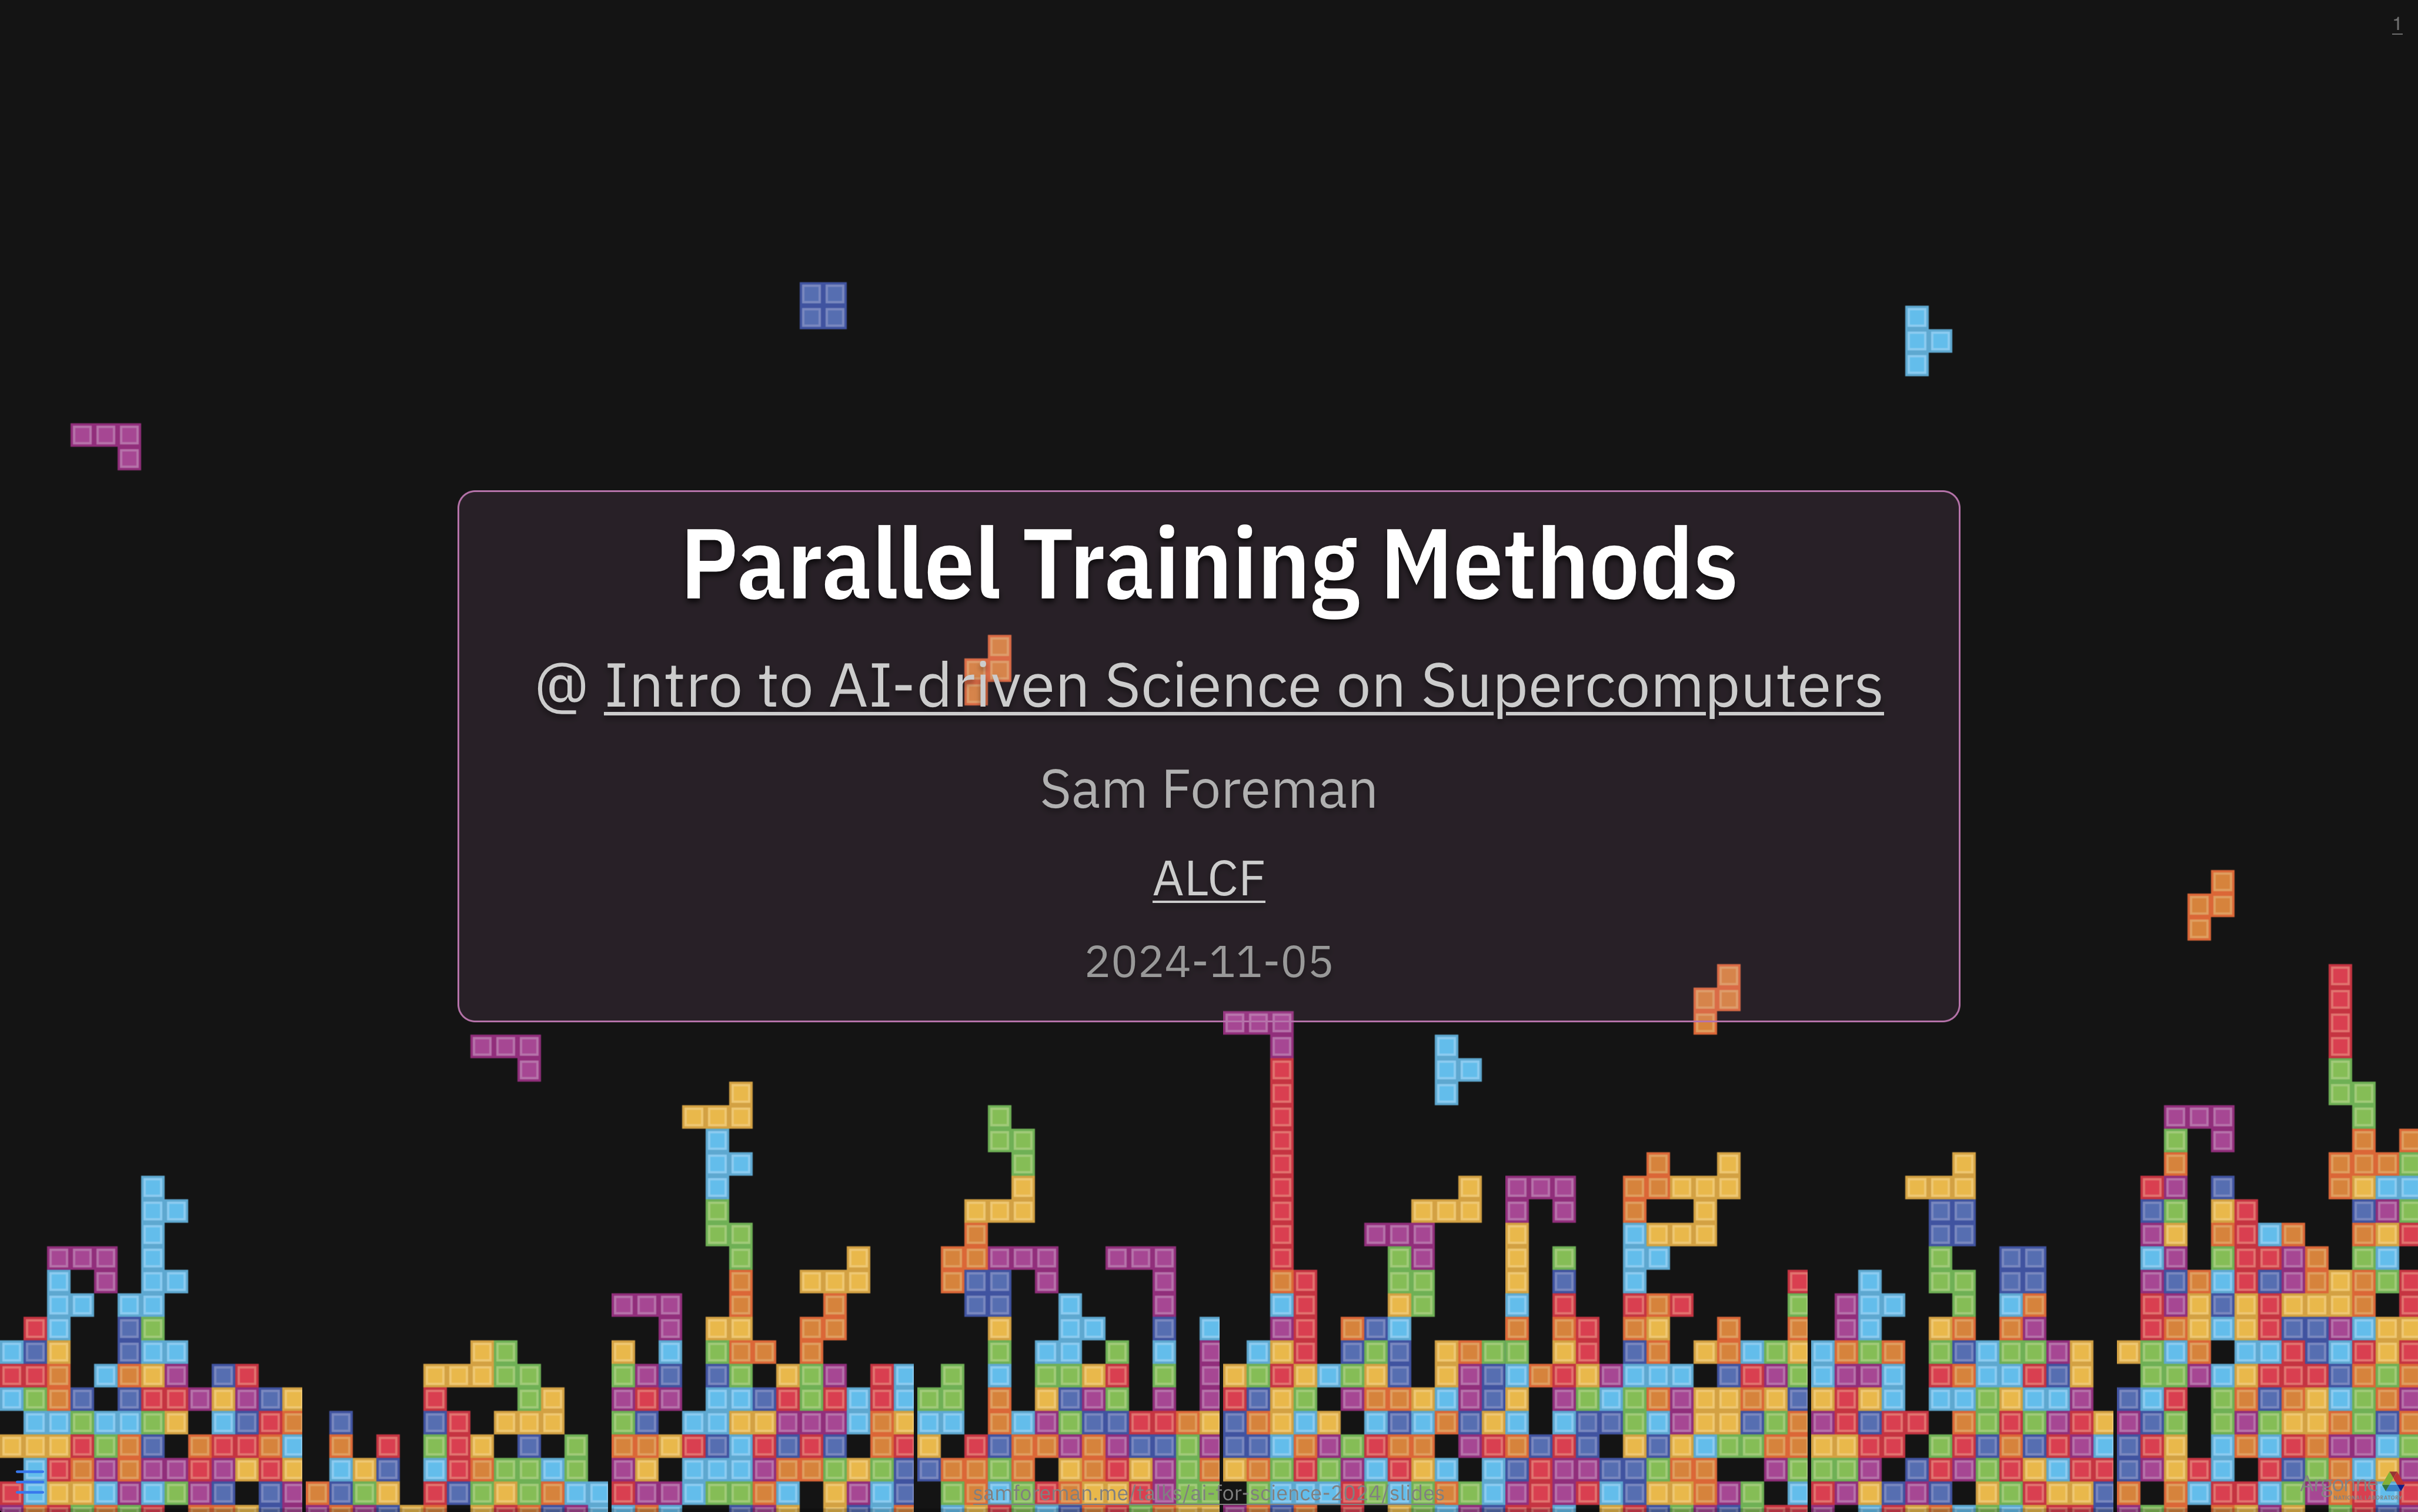 1
Parallel Training Methods
@ Intro to AI-driven Science on Supercomputers
Sam Foreman
ALCF
2024-11-05
samforeman.me/talks/ai-for-science-2024/slides
Argonne